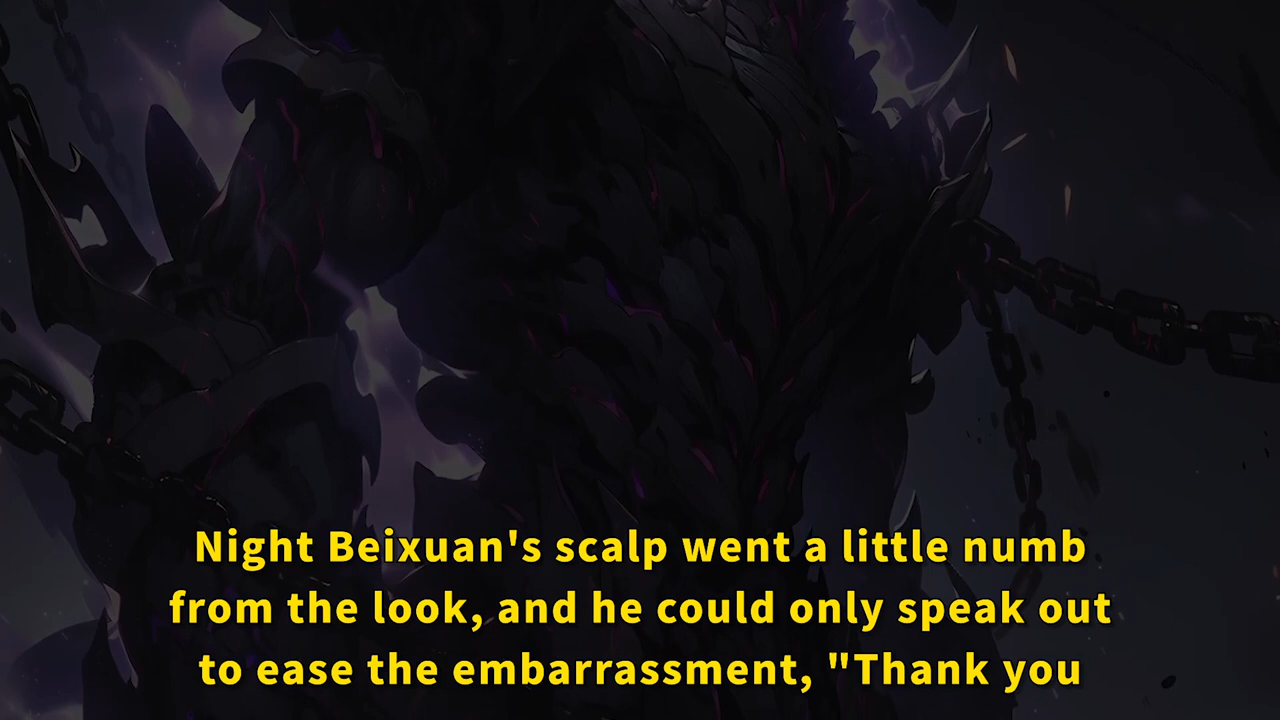 Night Beixuan's scalp went a little numb
from the look, and he could only speak out
to ease the embarrassment, "Thank you